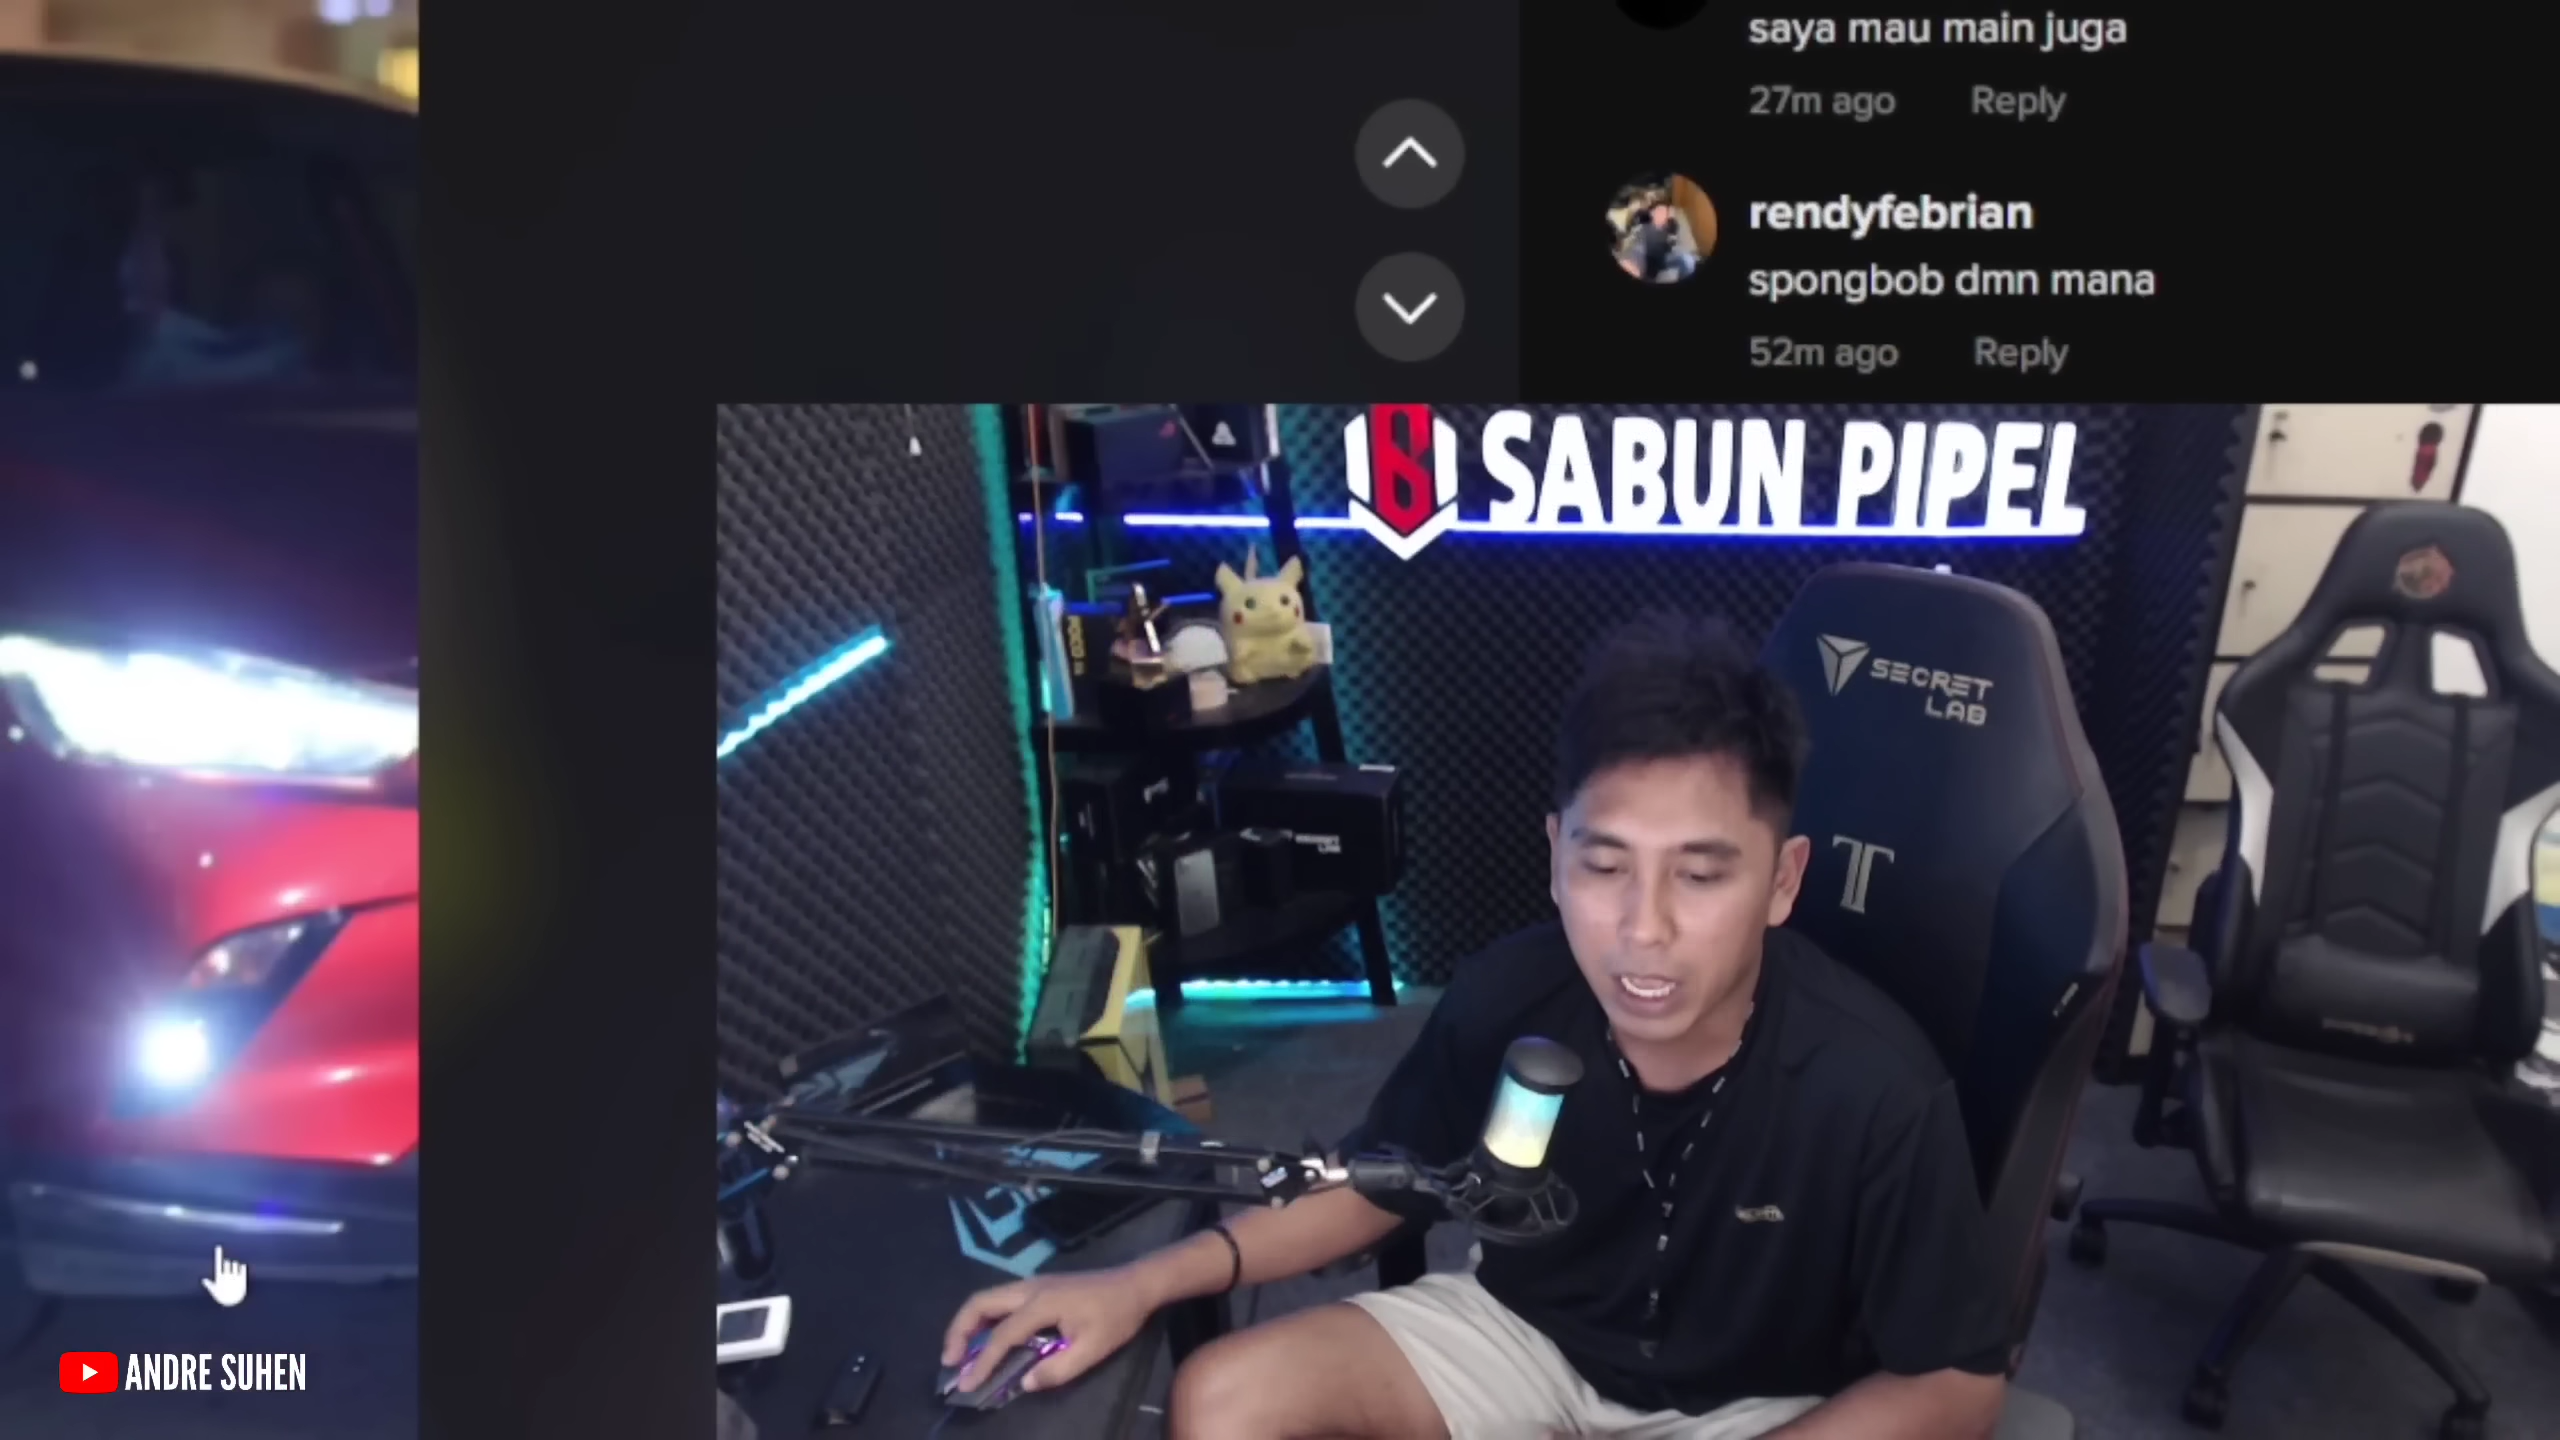 saya mau main juga
27m ago Reply
rendyfebrian
spongbob dmn mana
52m ago Reply
SABUN PIPEL
SECRET
LAB
ANDRE SUHEN